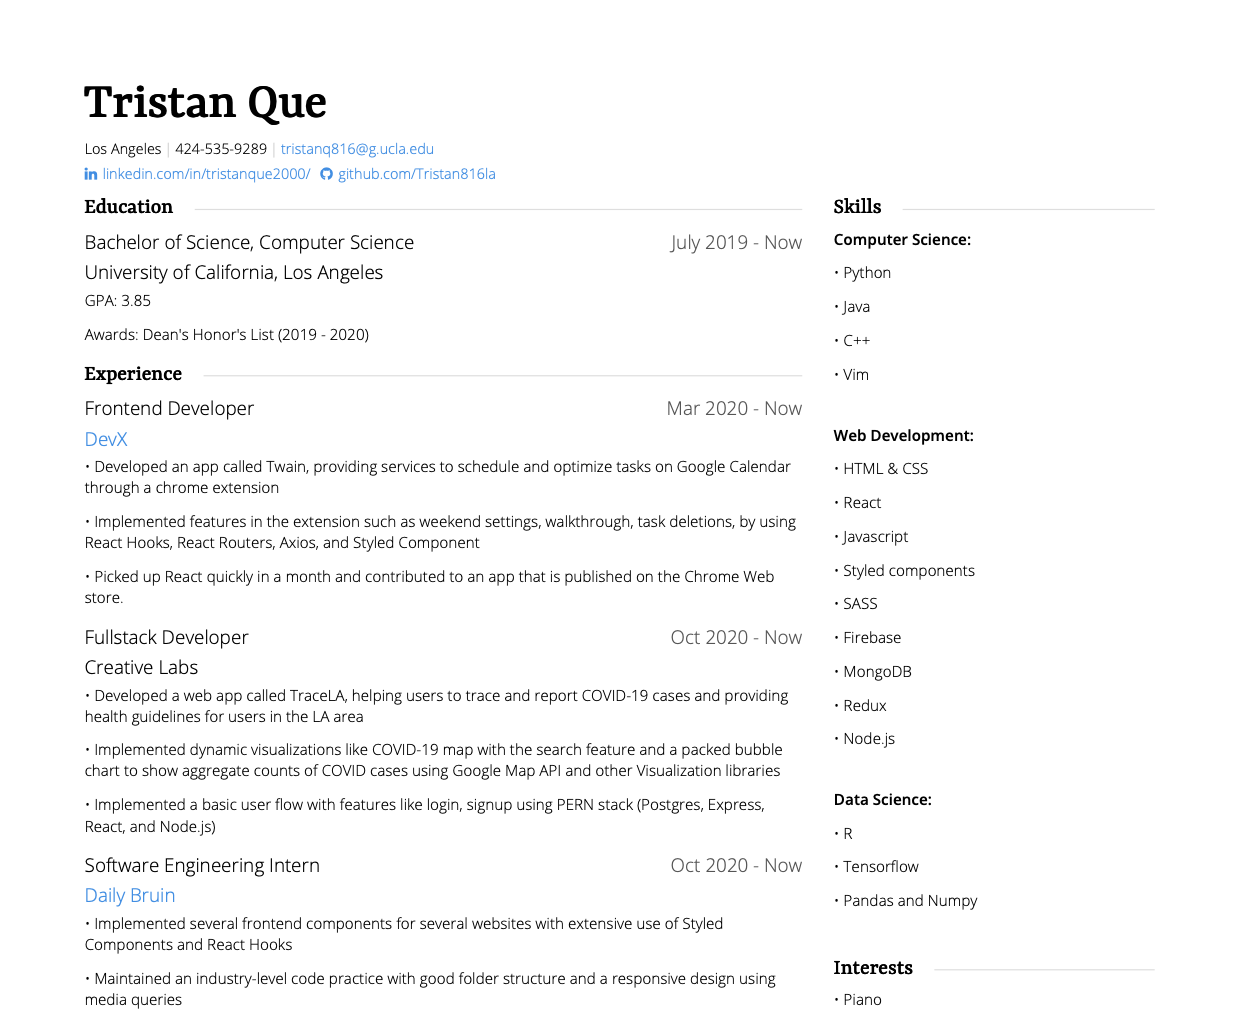 Tristan Que
Los Angeles | 424-535-9289 | tristanq816@g.ucla.edu
linkedin.com/in/tristanque2000/ github.com/Tristan816la
Education
Bachelor of Science, Computer Science July 2019 - Now
University of California, Los Angeles
GPA: 3.85
Awards: Dean's Honor's List (2019 - 2020)
Experience
Frontend Developer Mar 2020 - Now
DevX
• Developed an app called Twain, providing services to schedule and optimize tasks on Google Calendar
through a chrome extension
• Implemented features in the extension such as weekend settings, walkthrough, task deletions, by using
React Hooks, React Routers, Axios, and Styled Component
• Picked up React quickly in a month and contributed to an app that is published on the Chrome Web
store.
Fullstack Developer Oct 2020 - Now
Creative Labs
• Developed a web app called TraceLA, helping users to trace and report COVID-19 cases and providing
health guidelines for users in the LA area
• Implemented dynamic visualizations like COVID-19 map with the search feature and a packed bubble
chart to show aggregate counts of COVID cases using Google Map API and other Visualization libraries
• Implemented a basic user flow with features like login, signup using PERN stack (Postgres, Express,
React, and Node.js)
Software Engineering Intern Oct 2020 - Now
Daily Bruin
• Implemented several frontend components for several websites with extensive use of Styled
Components and React Hooks
• Maintained an industry-level code practice with good folder structure and a responsive design using
media queries
Skills
Computer Science:
• Python
• Java
• C++
• Vim
Web Development:
• HTML & CSS
• React
• Javascript
• Styled components
• SASS
• Firebase
• MongoDB
• Redux
• Node.js
Data Science:
• R
• Tensorflow
• Pandas and Numpy
Interests
• Piano